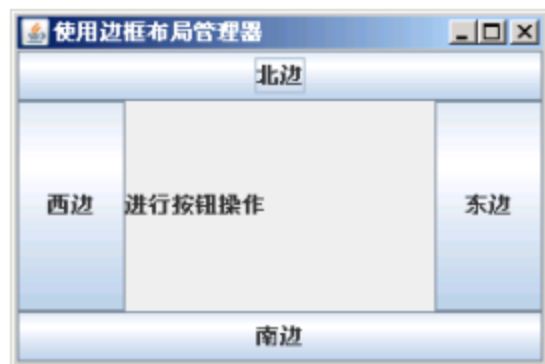 使用边框布局管理器
北边
西边
进行按钮操作
东边
南边